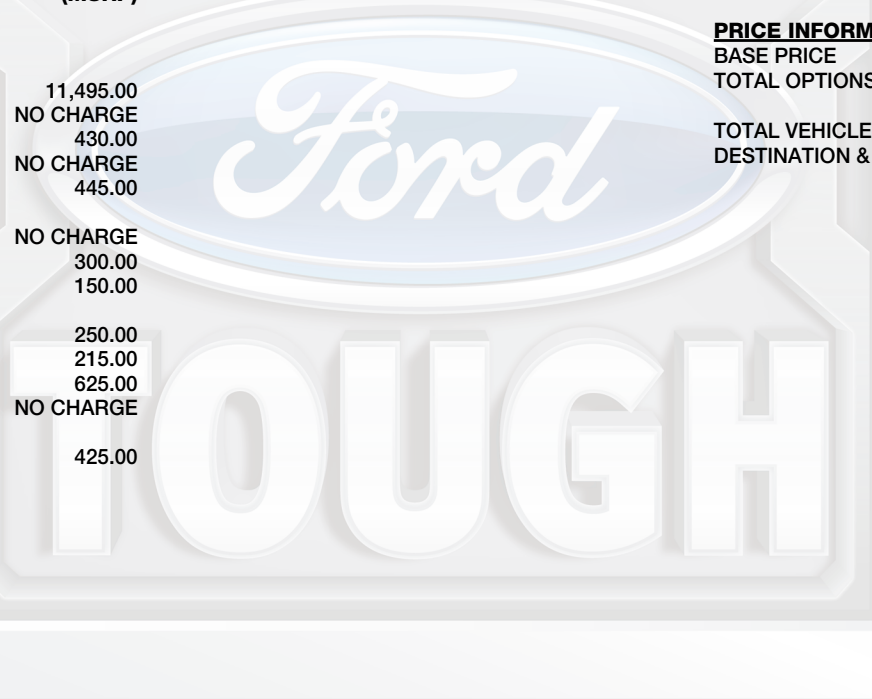 11,495.00
NO CHARGE
430.00
NO CHARGE
445.00
NO CHARGE
300.00
150.00
250.00
215.00
625.00
NO CHARGE
425.00
PRICE INFORM
BASE PRICE
TOTAL OPTIONS
TOTAL VEHICLE
DESTINATION &
Ford
TOUGH